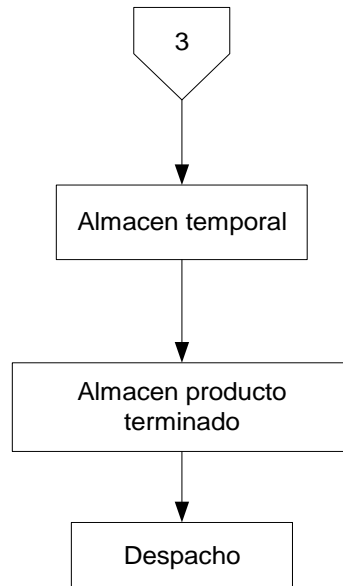 3
Almacen temporal
Almacen producto
terminado
Despacho